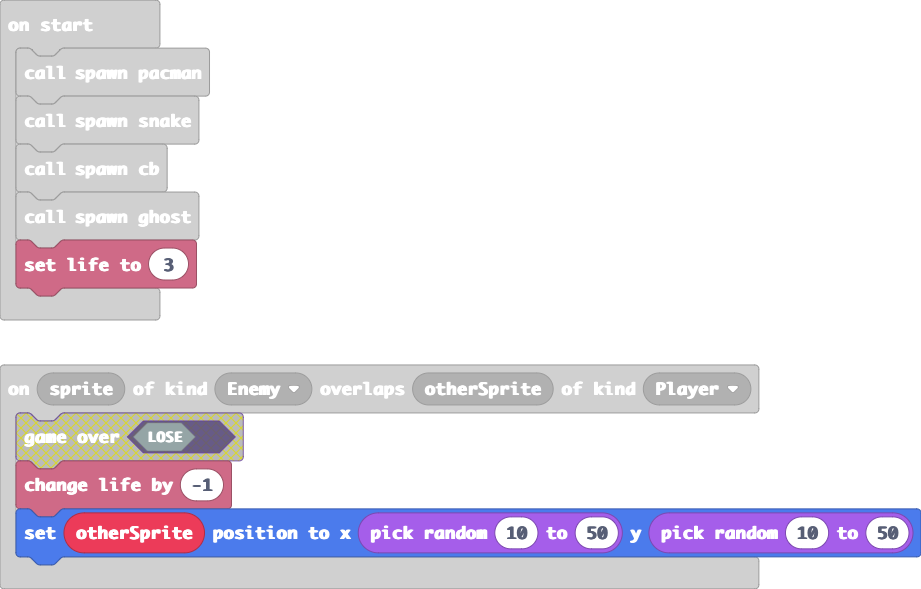 on start
call spawn pacman
call spawn snake
call spawn cb
call spawn ghost
set life to 3
on sprite of kind Enemy overlaps otherSprite of kind Player
game over LOSE
change life by -1
set otherSprite position to x pick random 10 to 50 y pick random 10 to 50